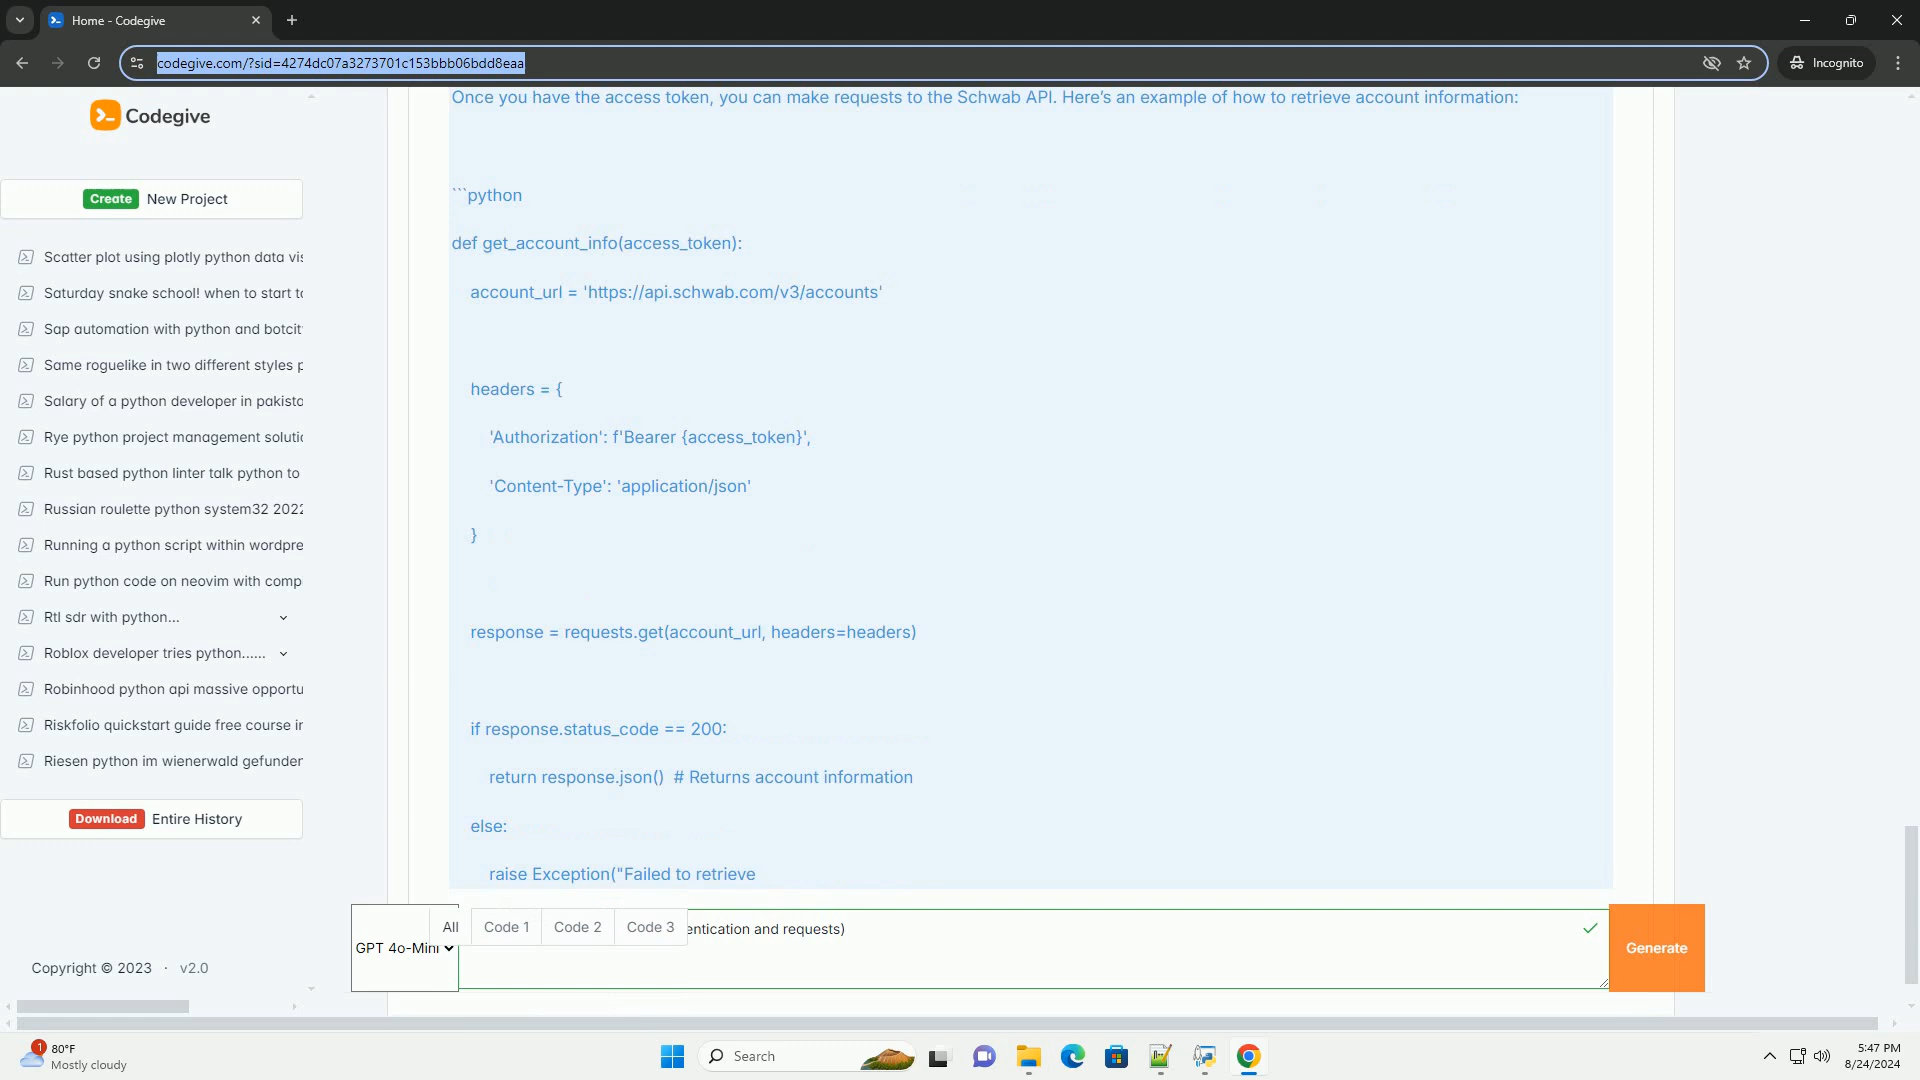 Home - Codegive
codegive.com/?sid=4274dc07a3273701c153bbb06bdd8eaa
Incognito
Codegive
Create New Project
Scatter plot using plotly python data vis
Saturday snake school! when to start to
Sap automation with python and botcit
Same roguelike in two different styles p
Salary of a python developer in pakista
Rye python project management solutio
Rust based python linter talk python to
Russian roulette python system32 2022
Running a python script within wordpre
Run python code on neovim with comp
Rtl sdr with python...
Roblox developer tries python......
Robinhood python api massive opportu
Riskfolio quickstart guide free course in
Riesen python im wienerwald gefunden
Download Entire History
Copyright © 2023 · v2.0
Once you have the access token, you can make requests to the Schwab API. Here's an example of how to retrieve account information:
```python
def get_account_info(access_token):
account_url = 'https://api.schwab.com/v3/accounts'
headers = {
'Authorization': f'Bearer {access_token}',
'Content-Type': 'application/json'
}
response = requests.get(account_url, headers=headers)
if response.status_code == 200:
return response.json()  # Returns account information
else:
raise Exception("Failed to retrieve
All Code 1 Code 2 Code 3 entication and requests)
GPT 4o-Mini
Generate
1
80°F
Mostly cloudy
Search
5:47 PM
8/24/2024